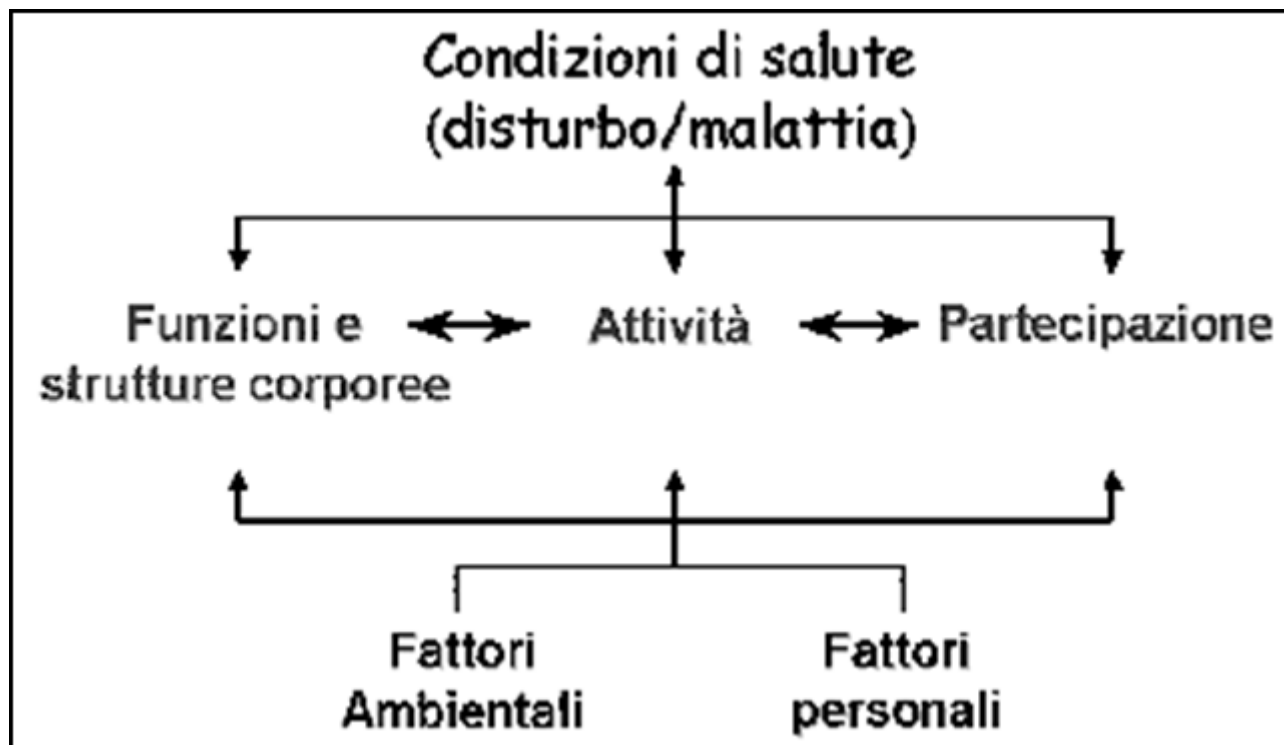 Condizioni di salute
(disturbo/malattia)
Funzioni e
strutture corporee
Attività
Partecipazione
Fattori
Ambientali
Fattori
personali